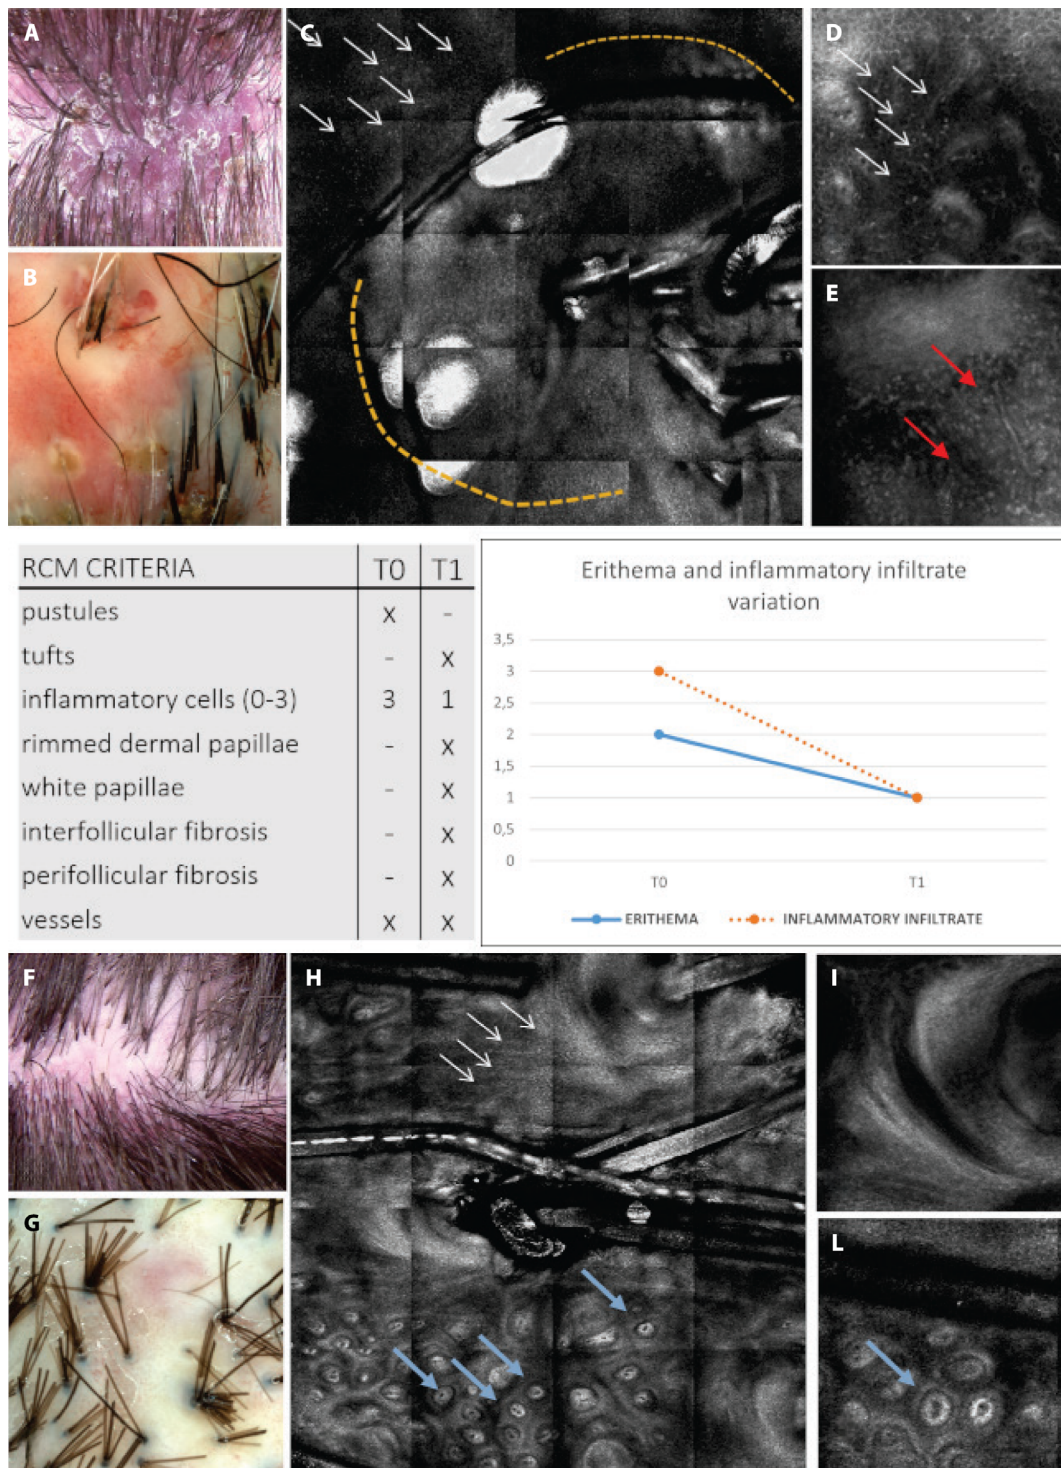 A
C
D
B
E
RCM CRITERIA T0 T1
pustules x -
tufts - x
inflammatory cells (0-3) 3 1
rimmed dermal papillae - x
white papillae - x
interfollicular fibrosis - x
perifollicular fibrosis - x
vessels x x
Erithema and inflammatory infiltrate
variation
3,5
3
2,5
2
1,5
1
0,5
0
T0 T1
ERITHEMA INFLAMMATORY INFILTRATE
F
H
I
G
L